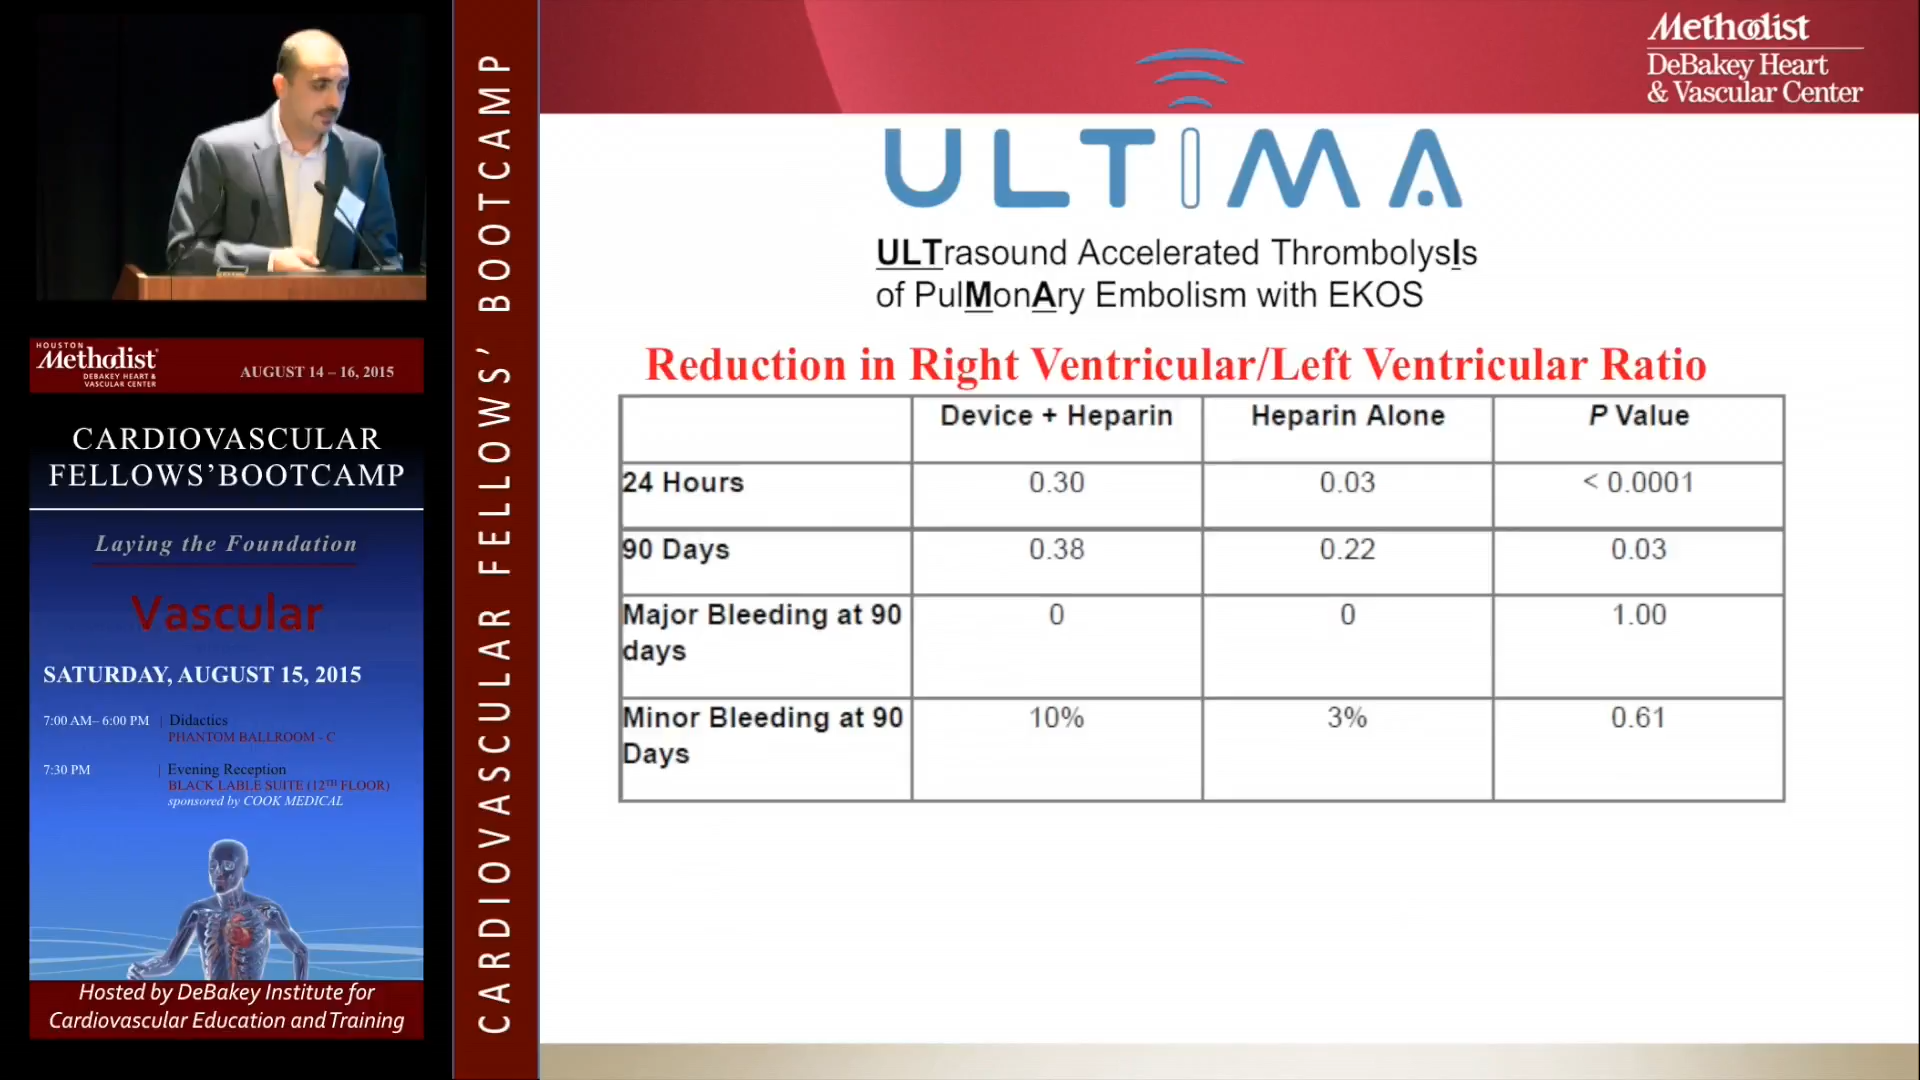 HOUSTON
Methodist
DEBAKEY HEART &
VASCULAR CENTER
AUGUST 14 – 16, 2015
CARDIOVASCULAR
FELLOWS’BOOTCAMP
Laying the Foundation
Vascular
SATURDAY, AUGUST 15, 2015
7:00 AM– 6:00 PM | Didactics
PHANTOM BALLROOM - C
7:30 PM | Evening Reception
BLACK LABLE SUITE (12TH FLOOR)
sponsored by COOK MEDICAL
Hosted by DeBakey Institute for
Cardiovascular Education and Training
CARDIOVASCULAR FELLOWS’ BOOTCAMP
Methodist
DeBakey Heart
& Vascular Center
ULTIMA
ULTrasound Accelerated ThrombolysIs
of PulMonAry Embolism with EKOS
Reduction in Right Ventricular/Left Ventricular Ratio
Device + Heparin Heparin Alone P Value
24 Hours 0.30 0.03 < 0.0001
90 Days 0.38 0.22 0.03
Major Bleeding at 90 days 0 0 1.00
Minor Bleeding at 90 Days 10% 3% 0.61